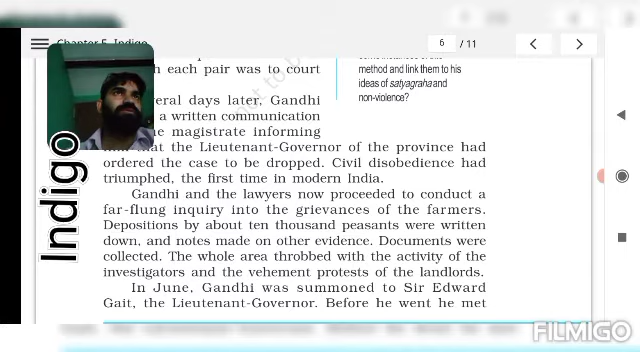 Chapter 5 Indigo
6 / 11
h each pair was to court
method and link them to his
ideas of satyagraha and
non-violence?
not to be
eral days later, Gandhi
a written communication
he magistrate informing
that the Lieutenant-Governor of the province had
ordered the case to be dropped. Civil disobedience had
triumphed, the first time in modern India.
Gandhi and the lawyers now proceeded to conduct a
far-flung inquiry into the grievances of the farmers.
Depositions by about ten thousand peasants were written
down, and notes made on other evidence. Documents were
collected. The whole area throbbed with the activity of the
investigators and the vehement protests of the landlords.
In June, Gandhi was summoned to Sir Edward
Gait, the Lieutenant-Governor. Before he went he met
Indigo
FILMIGO